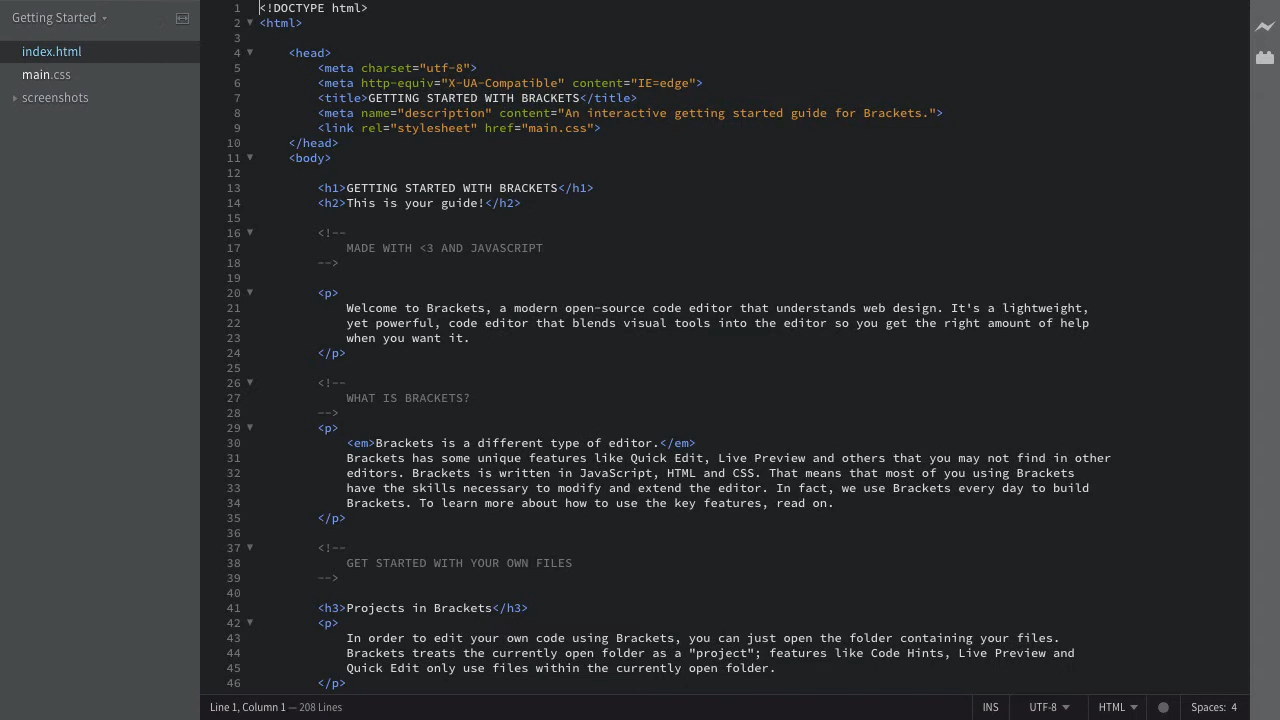 Getting Started
index.html
main.css
screenshots
1 <!DOCTYPE html>
2 <html>
3
4 <head>
5 <meta charset="utf-8">
6 <meta http-equiv="X-UA-Compatible" content="IE=edge">
7 <title>GETTING STARTED WITH BRACKETS</title>
8 <meta name="description" content="An interactive getting started guide for Brackets.">
9 <link rel="stylesheet" href="main.css">
10 </head>
11 <body>
12
13 <h1>GETTING STARTED WITH BRACKETS</h1>
14 <h2>This is your guide!</h2>
15
16 <!--
17 MADE WITH <3 AND JAVASCRIPT
18 -->
19
20 <p>
21 Welcome to Brackets, a modern open-source code editor that understands web design. It's a lightweight,
22 yet powerful, code editor that blends visual tools into the editor so you get the right amount of help
23 when you want it.
24 </p>
25
26 <!--
27 WHAT IS BRACKETS?
28 -->
29 <p>
30 <em>Brackets is a different type of editor.</em>
31 Brackets has some unique features like Quick Edit, Live Preview and others that you may not find in other
32 editors. Brackets is written in JavaScript, HTML and CSS. That means that most of you using Brackets
33 have the skills necessary to modify and extend the editor. In fact, we use Brackets every day to build
34 Brackets. To learn more about how to use the key features, read on.
35 </p>
36
37 <!--
38 GET STARTED WITH YOUR OWN FILES
39 -->
40
41 <h3>Projects in Brackets</h3>
42 <p>
43 In order to edit your own code using Brackets, you can just open the folder containing your files.
44 Brackets treats the currently open folder as a "project"; features like Code Hints, Live Preview and
45 Quick Edit only use files within the currently open folder.
46 </p>
Line 1, Column 1 — 208 Lines INS UTF-8 HTML Spaces: 4